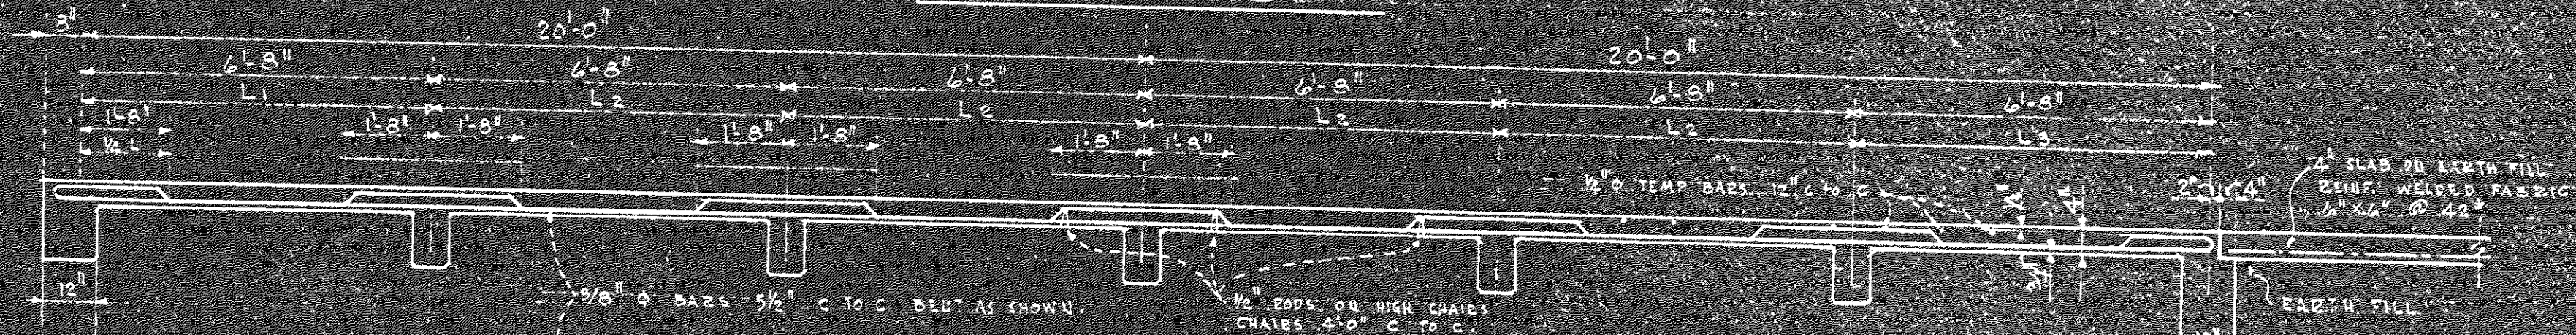 8"
20'-0"
20'-0"
6'-8"
6'-8"
6'-8"
6'-8"
6'-8"
6'-8"
L1
L2
L2
L2
L2
L3
1'-8"
1'-8"
1'-8"
1'-8"
1'-8"
1'-8"
1'-8"
¼ L
¼" Φ TEMP BARS 12" C TO C
4" SLAB ON EARTH FILL
REINF. WELDED FABRIC
6" X 6" @ 42#
2"
4"
4"
12"
5/8" Φ BARS 5½" C TO C BENT AS SHOWN.
½" RODS ON HIGH CHAIRS
CHAIRS 4'-0" C TO C.
EARTH FILL